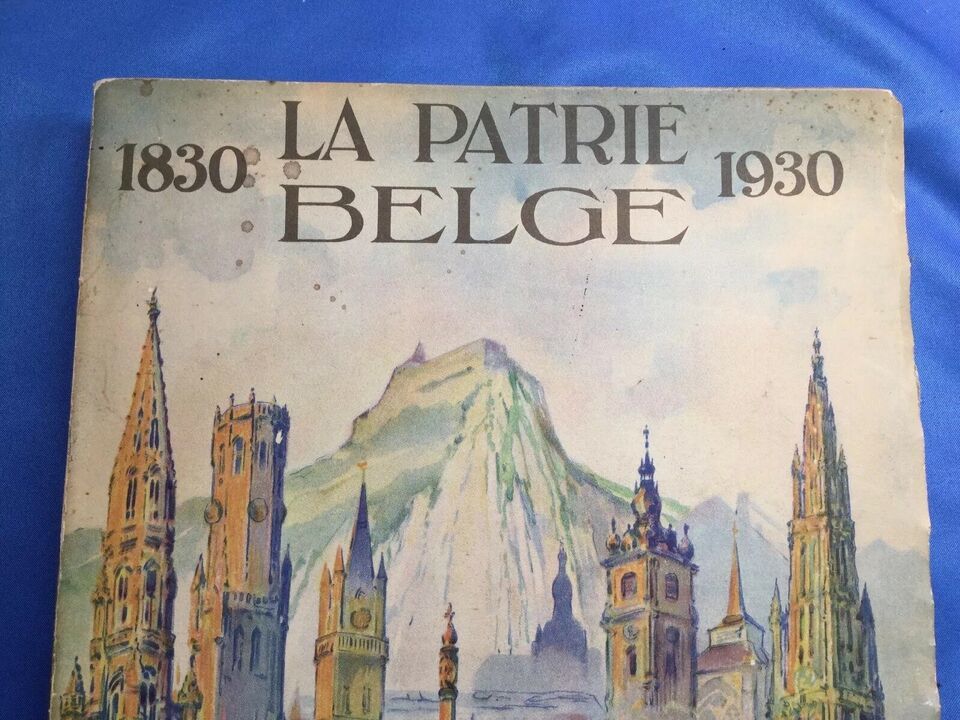 LA PATRIE
1830 1930
BELGE